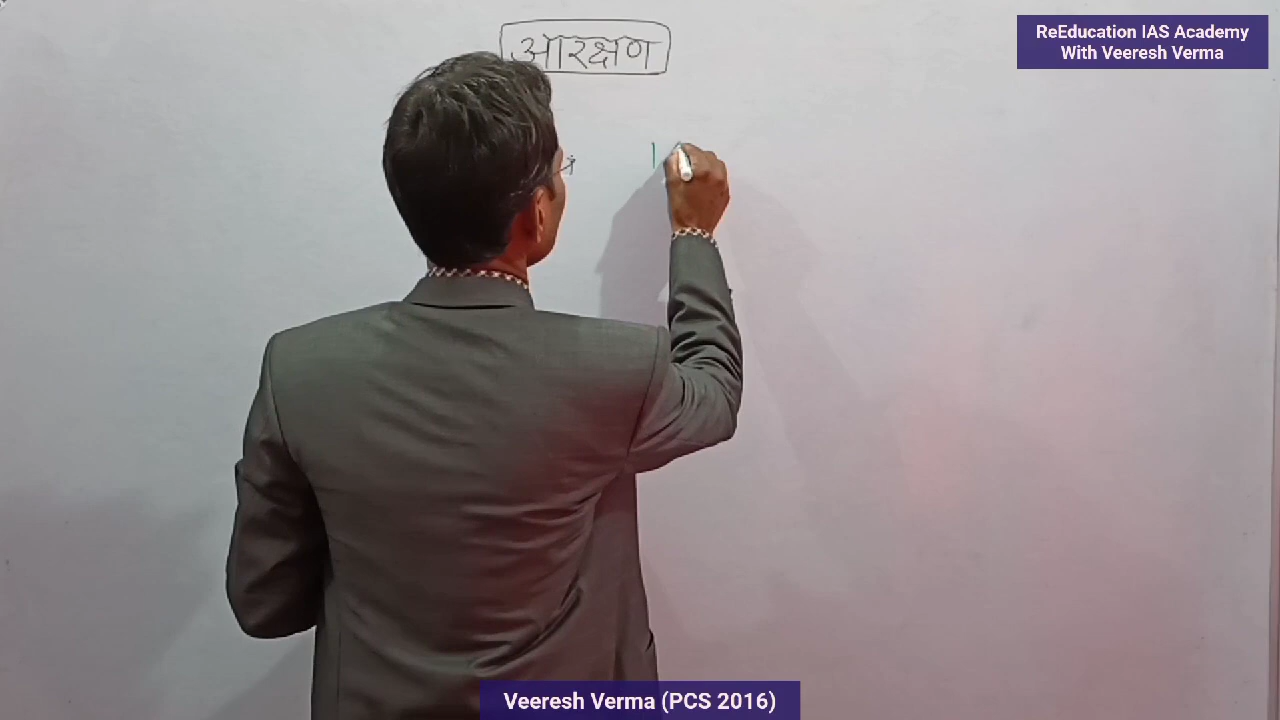 आरक्षण
ReEducation IAS Academy
With Veeresh Verma
Veeresh Verma (PCS 2016)